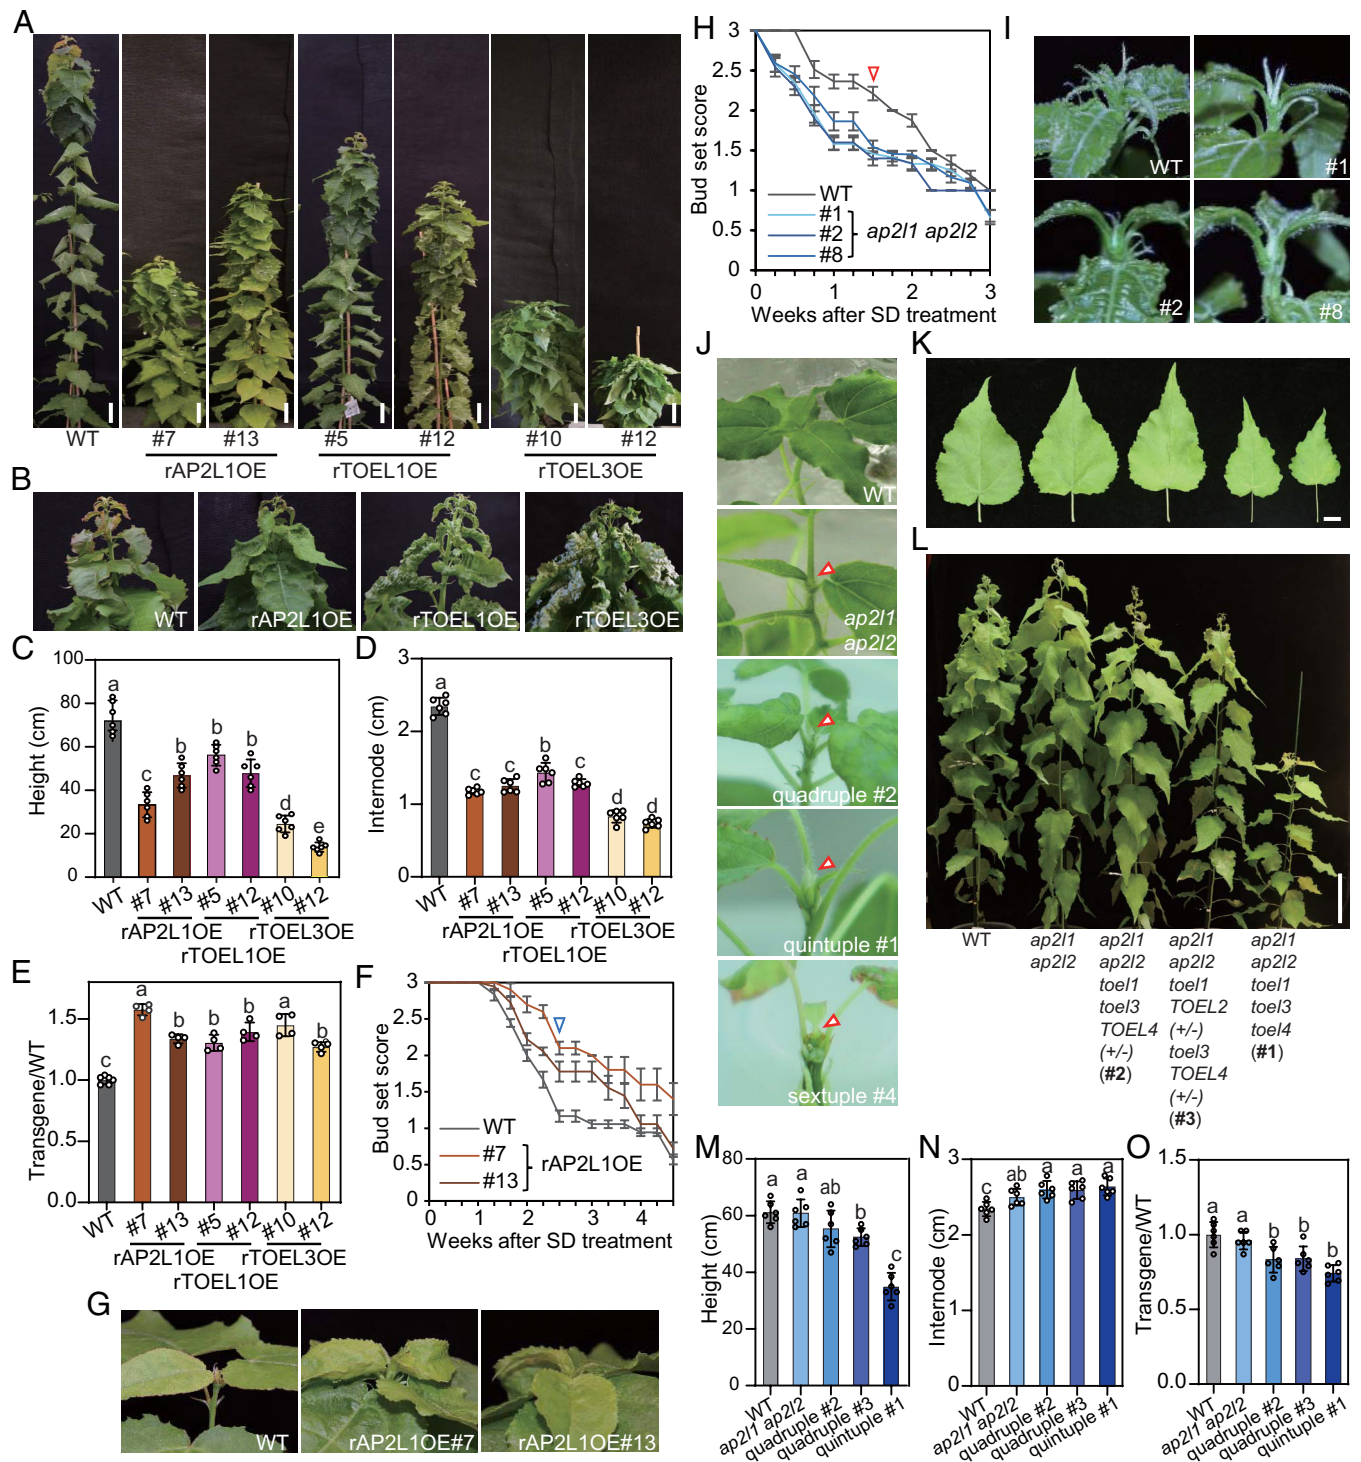 A
WT
#7
#13
#5
#12
#10
#12
rAP2L1OE
rTOEL1OE
rTOEL3OE
B
WT
rAP2L1OE
rTOEL1OE
rTOEL3OE
C
Height (cm)
100
80
60
40
20
0
a
c
b
b
b
d
e
WT
#7
#13
#5
#12
#10
#12
rAP2L1OE
rTOEL3OE
rTOEL1OE
D
Internode (cm)
3
2
1
0
a
c
c
b
c
d
d
#7
#13
#5
#12
#10
#12
WT
rAP2L1OE
rTOEL3OE
rTOEL1OE
E
Transgene/WT
1.5
1.0
0.5
0.0
c
a
b
b
b
a
b
WT
#7
#13
#5
#12
#10
#12
rAP2L1OE
rTOEL3OE
rTOEL1OE
F
Bud set score
3
2.5
2
1.5
1
0.5
0
WT
#7
#13
rAP2L1OE
0
1
2
3
4
Weeks after SD treatment
G
WT
rAP2L1OE#7
rAP2L1OE#13
H
Bud set score
3
2.5
2
1.5
1
0.5
0
WT
#1
#2
#8
ap2l1 ap2l2
0
1
2
3
Weeks after SD treatment
I
WT
#1
#2
#8
J
WT
ap2l1
ap2l2
quadruple #2
quintuple #1
sextuple #4
K
L
WT
ap2l1
ap2l2
ap2l1
ap2l2
toel1
toel3
TOEL4
(+/-)
(#2)
ap2l1
ap2l2
toel1
TOEL2
(+/-)
toel3
TOEL4
(+/-)
(#3)
ap2l1
ap2l2
toel1
toel3
toel4
(#1)
M
Height (cm)
80
60
40
20
0
a
a
ab
b
c
WT
ap2l1 ap2l2
quadruple #2
quadruple #3
quintuple #1
N
Internode (cm)
3
2
1
0
c
ab
a
a
a
WT
ap2l1 ap2l2
quadruple #2
quadruple #3
quintuple #1
O
Transgene/WT
1.5
1.0
0.5
0.0
a
a
b
b
b
WT
ap2l1 ap2l2
quadruple #2
quadruple #3
quintuple #1